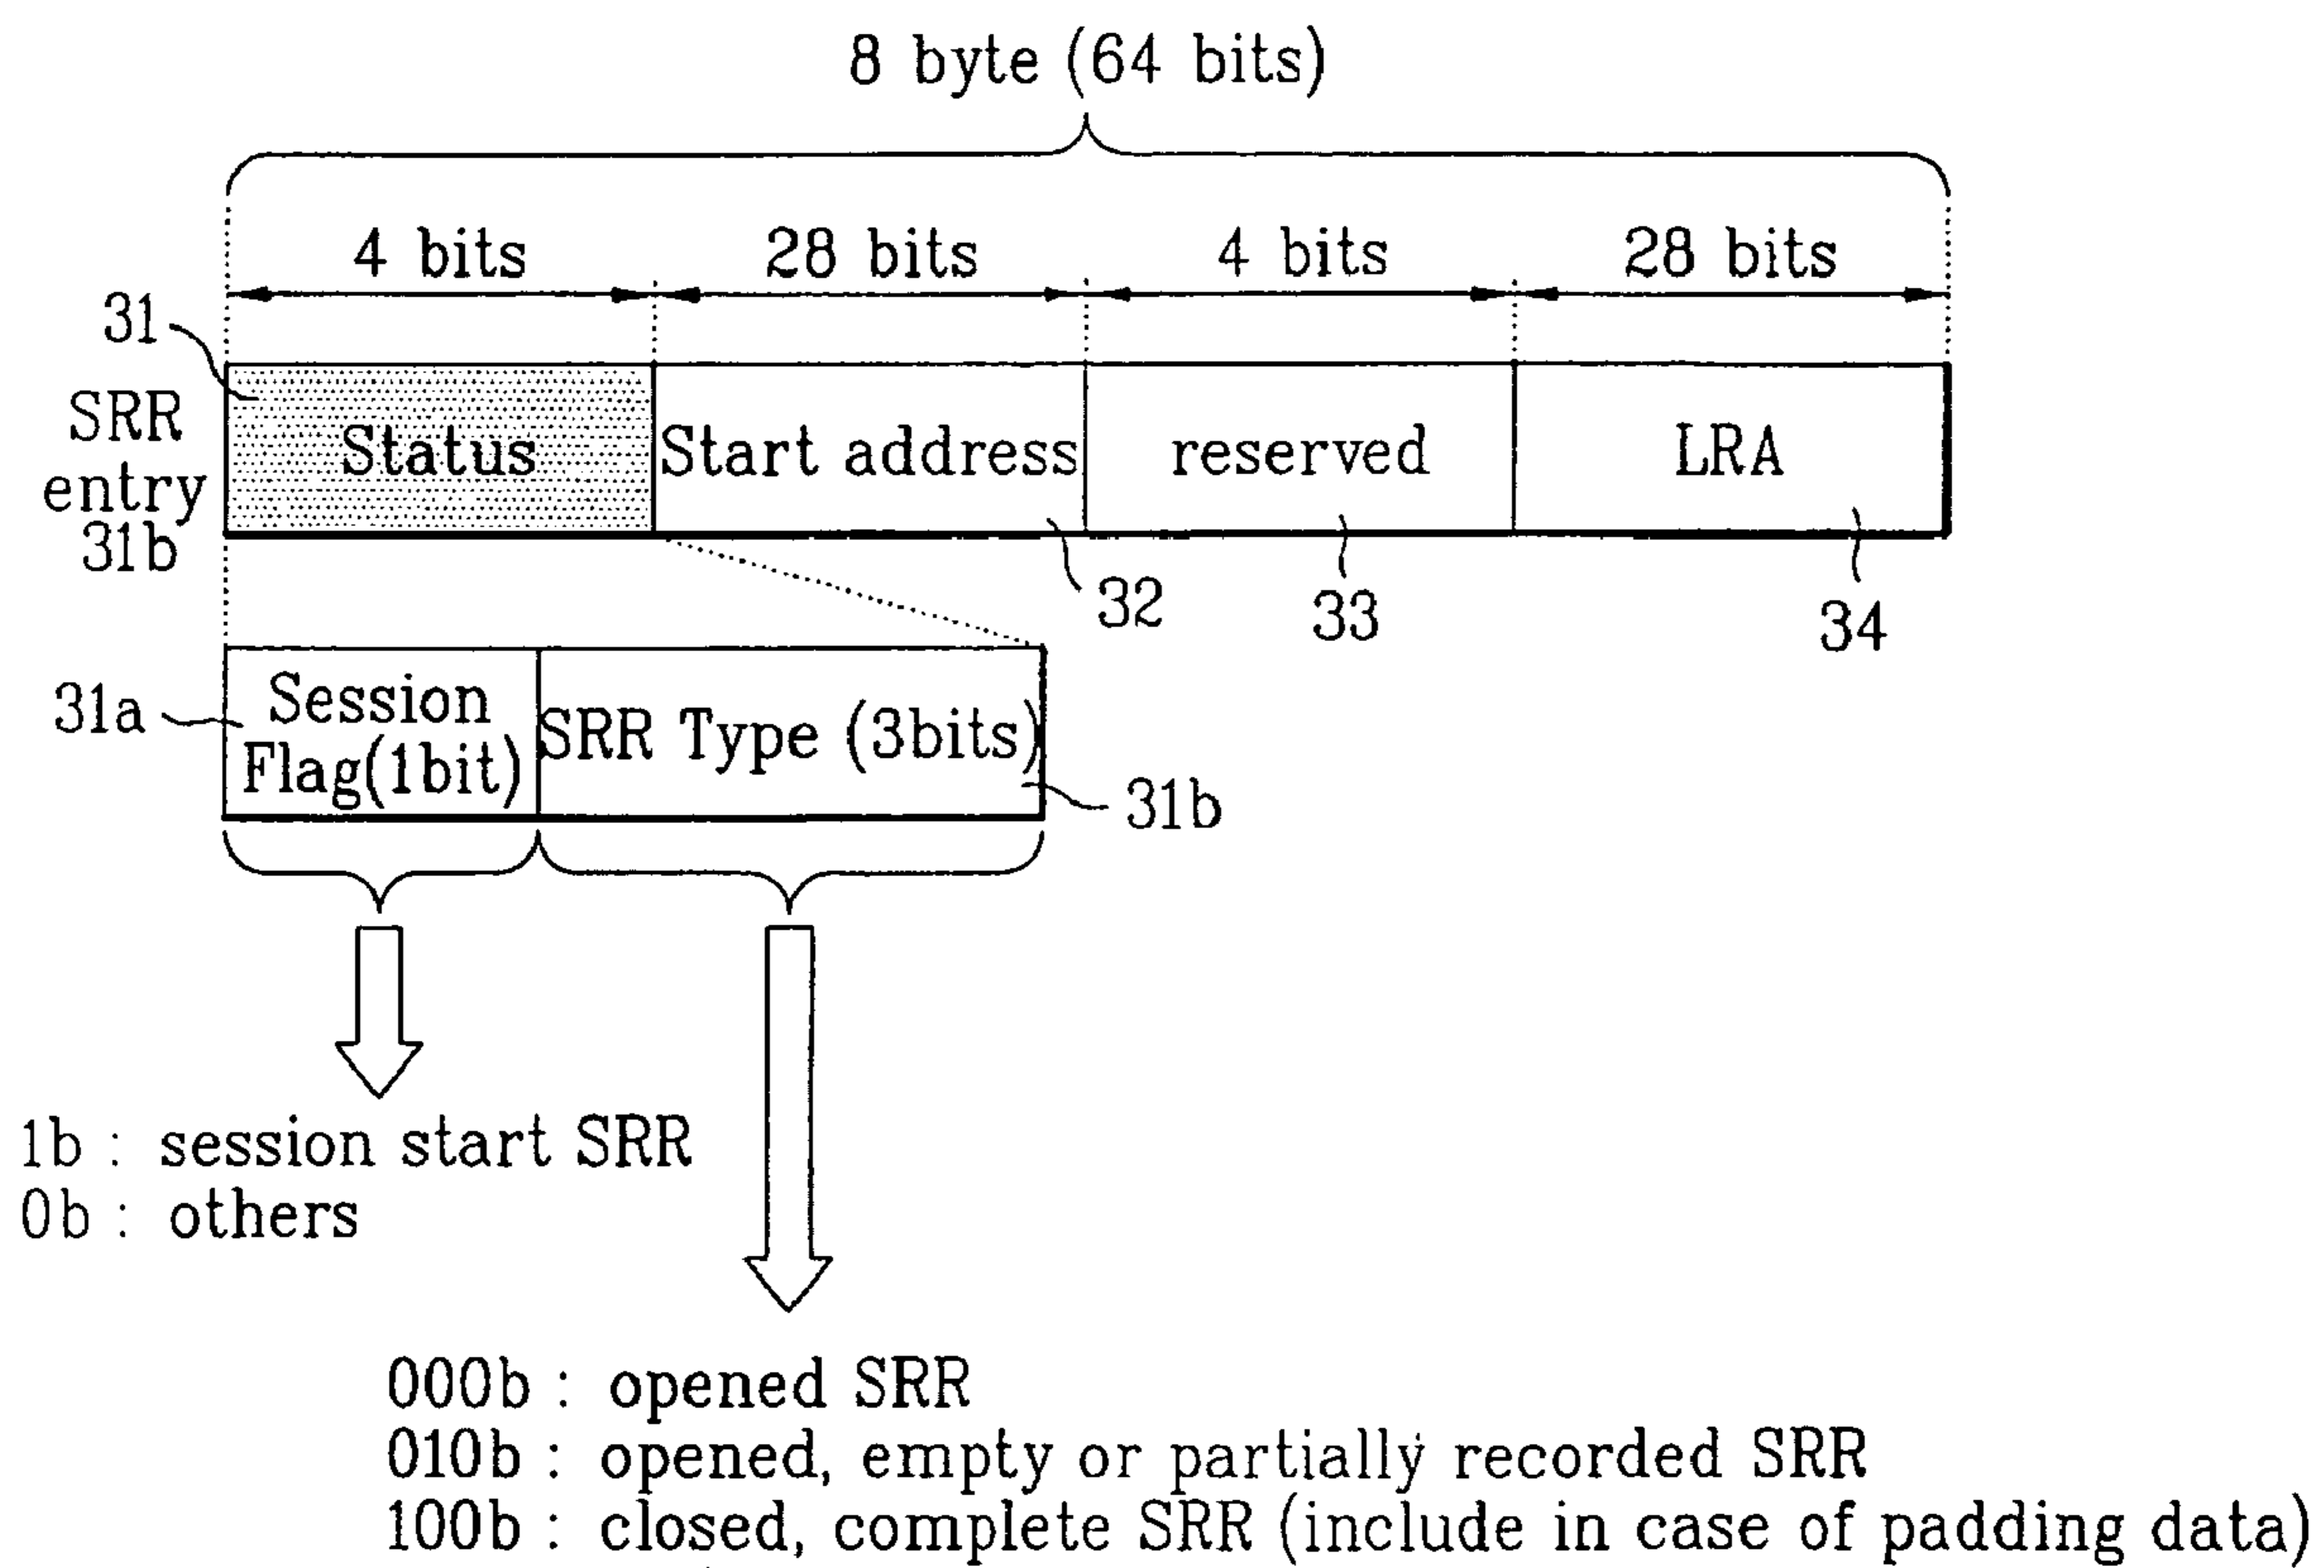 8 byte (64 bits)
4 bits 28 bits 4 bits 28 bits
31
SRR
entry
31b
Status Start address reserved LRA
32 33 34
31a
Session
Flag(1bit)
SRR Type (3bits)
31b
1b : session start SRR
0b : others
000b : opened SRR
010b : opened, empty or partially recorded SRR
100b : closed, complete SRR (include in case of padding data)